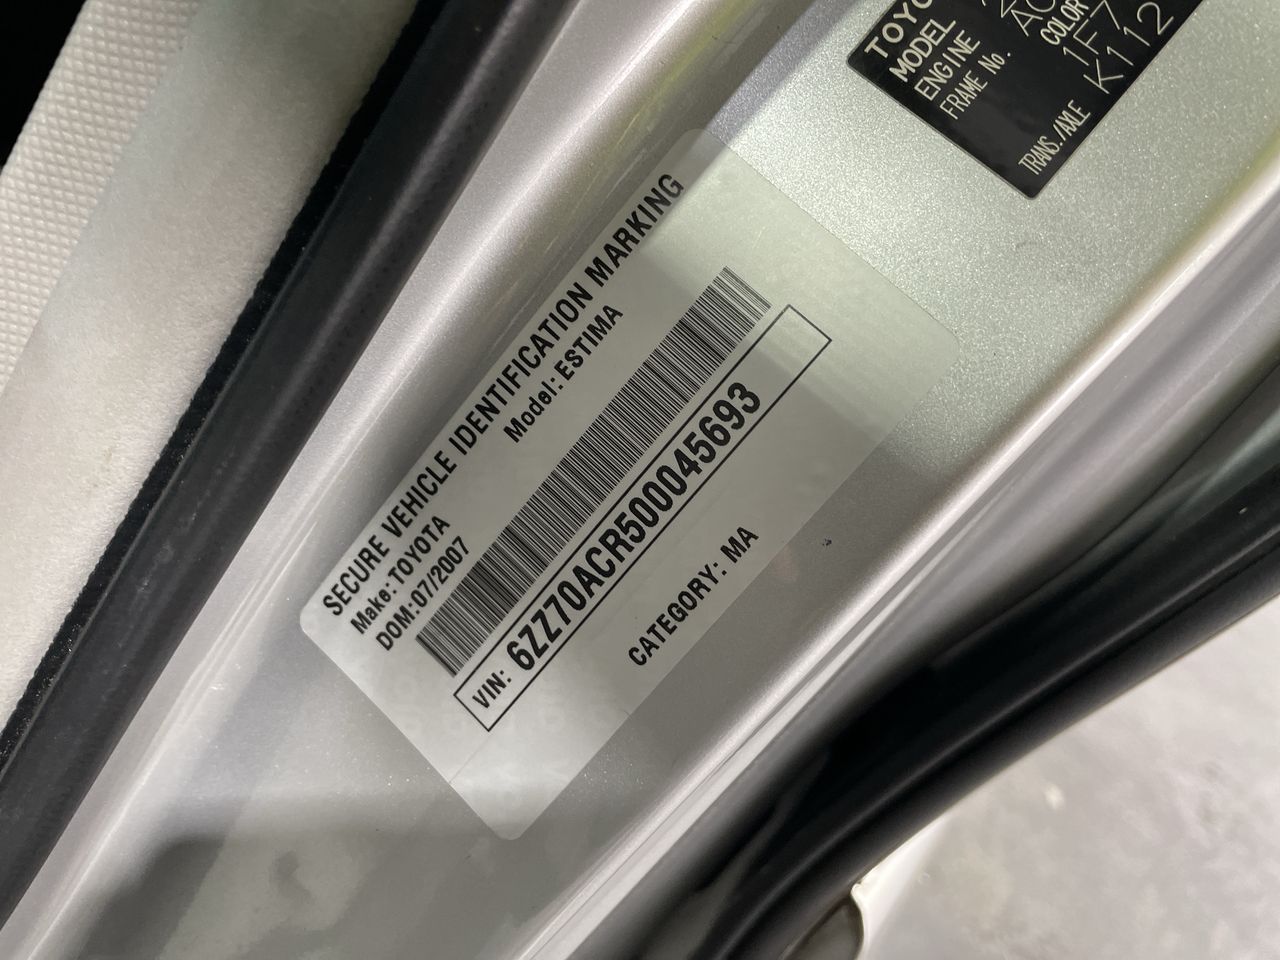 SECURE VEHICLE IDENTIFICATION MARKING
Make: TOYOTA
Model: ESTIMA
DOM: 07/2007
VIN: 6ZZ70ACR500045693
CATEGORY: MA
MODEL
ENGINE
FRAME No.
COLOR
1F7
TRANS./AXLE
K112